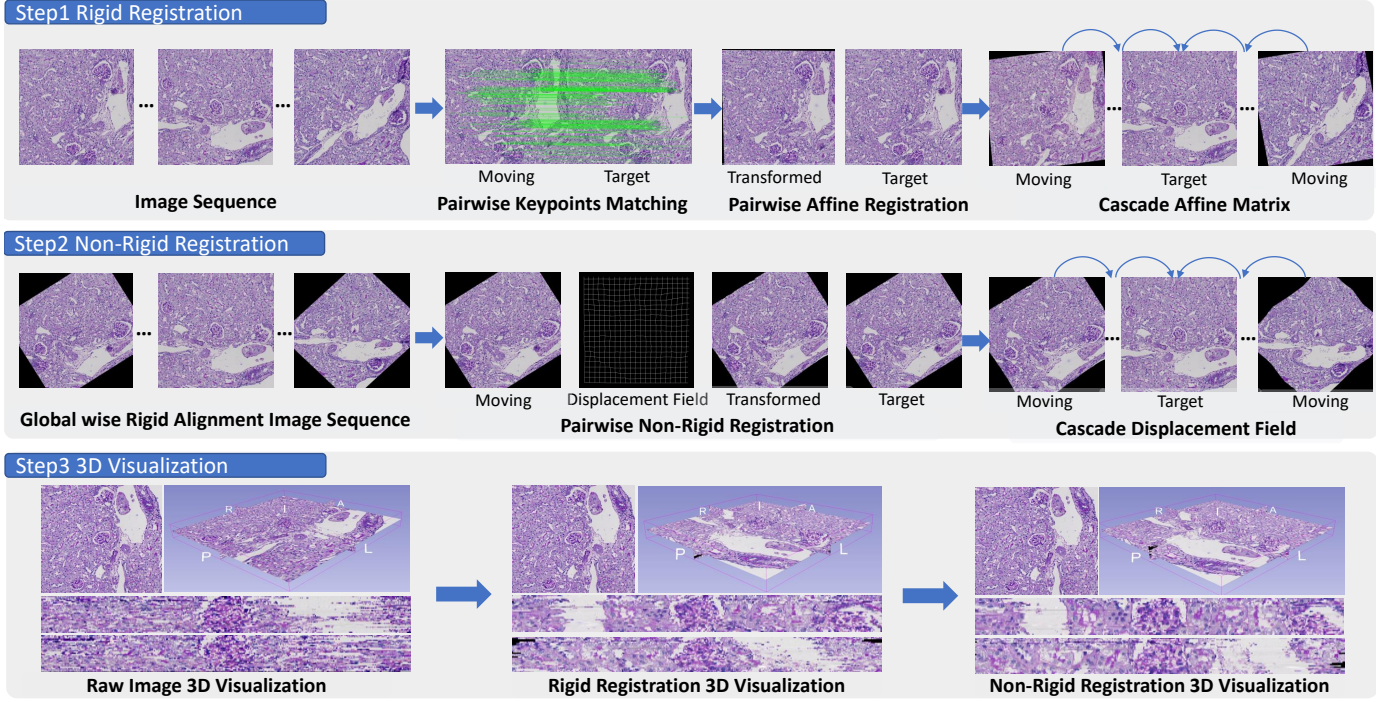 Step1 Rigid Registration
... ...
... ...
Moving Target
Transformed Target
Moving Target Moving
Image Sequence
Pairwise Keypoints Matching
Pairwise Affine Registration
Cascade Affine Matrix
Step2 Non-Rigid Registration
... ...
... ...
Moving Displacement Field Transformed Target
Moving Target Moving
Global wise Rigid Alignment Image Sequence
Pairwise Non-Rigid Registration
Cascade Displacement Field
Step3 3D Visualization
R I A
P L
R I A
P L
R I A
P L
Raw Image 3D Visualization
Rigid Registration 3D Visualization
Non-Rigid Registration 3D Visualization